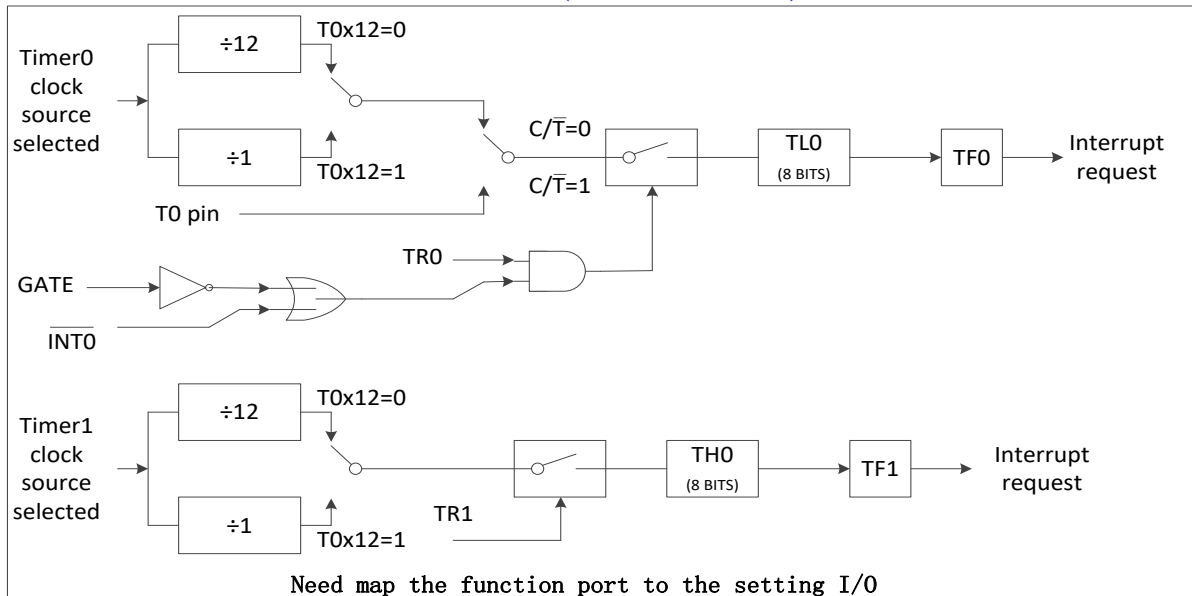 Timer0
clock
source
selected
÷12
T0x12=0
÷1
T0x12=1
T0 pin
C/T̅=0
C/T̅=1
TL0
(8 BITS)
TF0
Interrupt
request
TR0
GATE
I̅N̅T̅0̅
Timer1
clock
source
selected
÷12
T0x12=0
÷1
T0x12=1
TR1
TH0
(8 BITS)
TF1
Interrupt
request
Need map the function port to the setting I/O